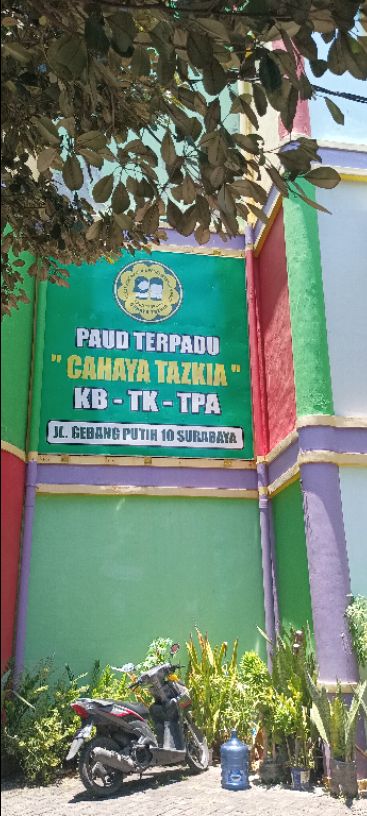 PAUD TERPADU
" CAHAYA TAZKIA "
KB - TK - TPA
JL. GEBANG PUTIH 10 SURABAYA